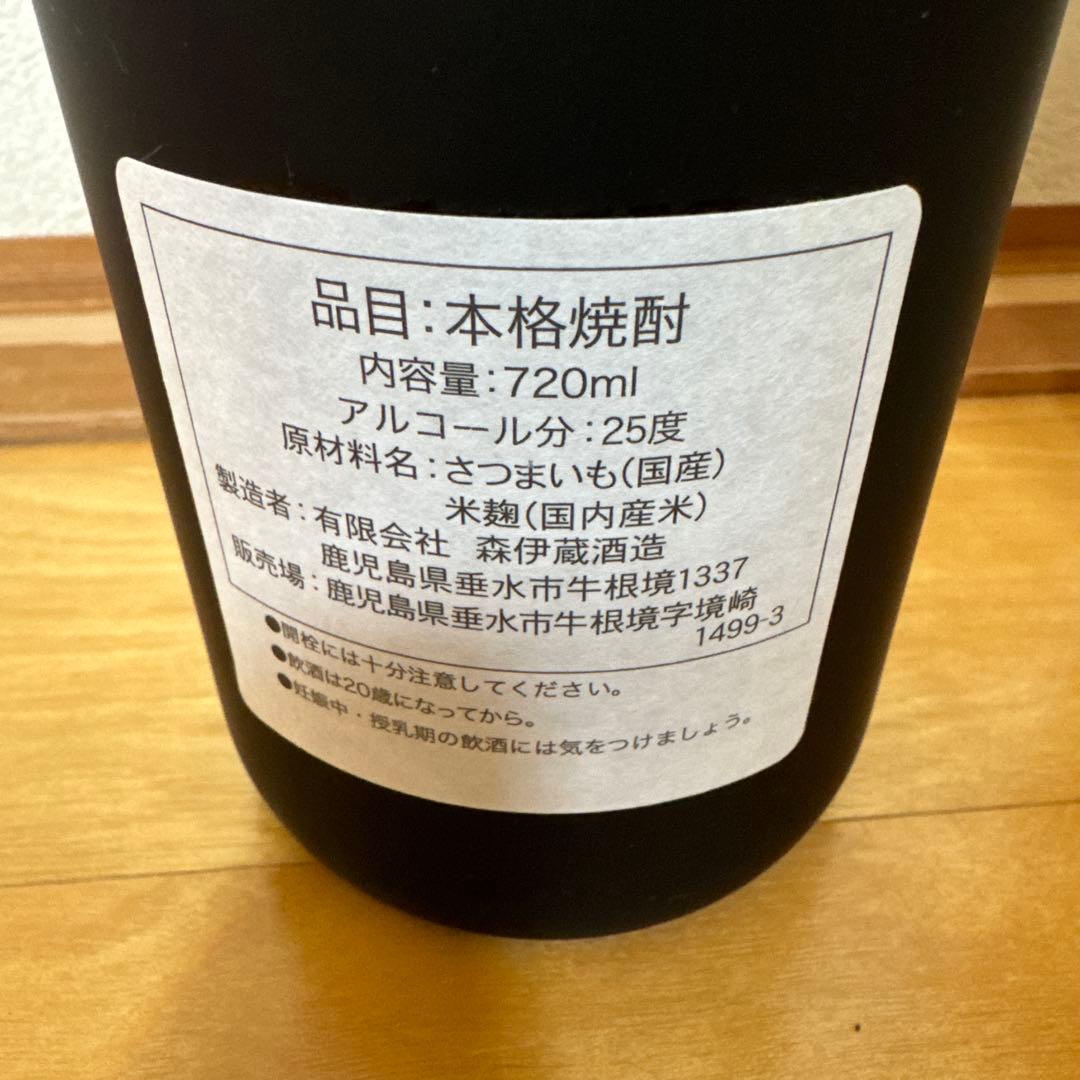 品目:本格焼酎
内容量:720ml
アルコール分:25度
原材料名:さつまいも(国産)
米麹(国内産米)
製造者:有限会社 森伊蔵酒造
鹿児島県垂水市牛根境1337
販売場:鹿児島県垂水市牛根境字境崎
1499-3
●開栓には十分注意してください。
●飲酒は20歳になってから。
●妊娠中・授乳期の飲酒には気をつけましょう。